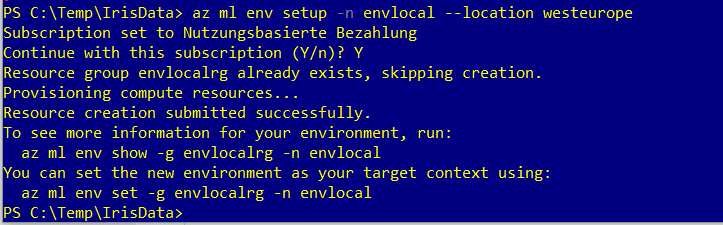 PS C:\Temp\IrisData> az ml env setup -n envlocal --location westeurope
Subscription set to Nutzungsbasierte Bezahlung
Continue with this subscription (Y/n)? Y
Resource group envlocalrg already exists, skipping creation.
Provisioning compute resources...
Resource creation submitted successfully.
To see more information for your environment, run:
  az ml env show -g envlocalrg -n envlocal
You can set the new environment as your target context using:
  az ml env set -g envlocalrg -n envlocal
PS C:\Temp\IrisData>